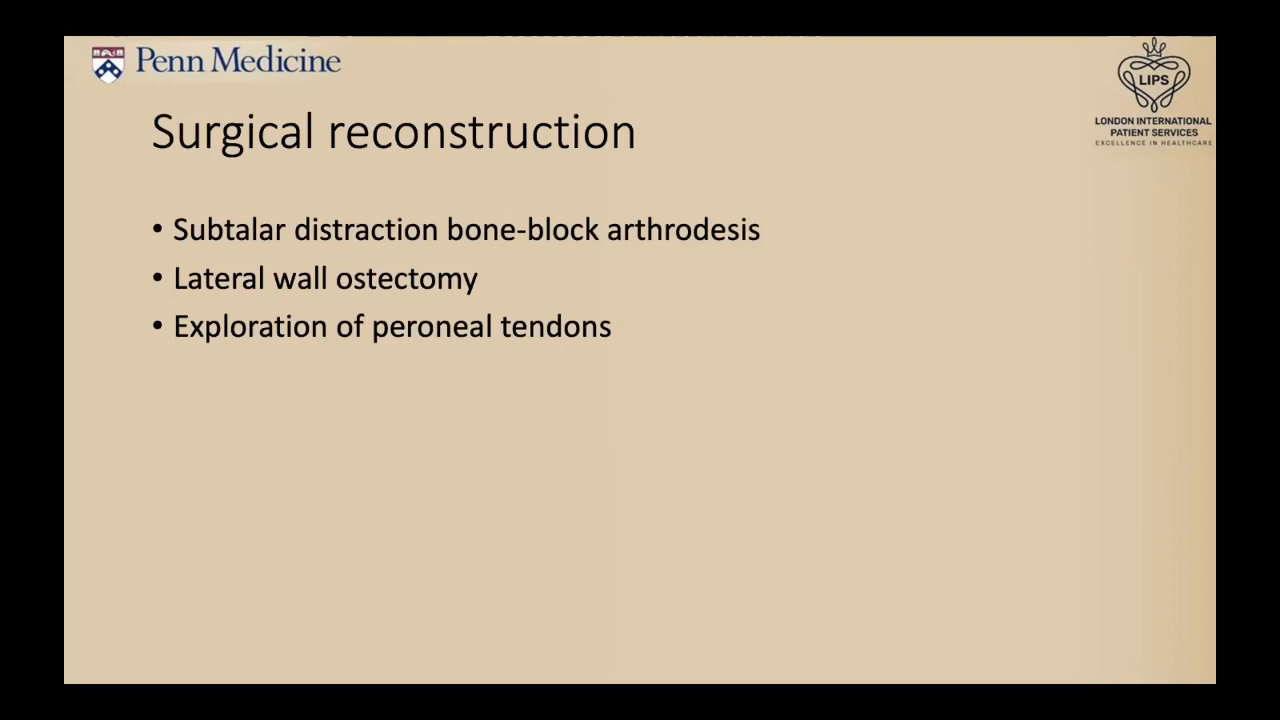 Penn Medicine
LIPS
LONDON INTERNATIONAL
PATIENT SERVICES
EXCELLENCE IN HEALTHCARE
Surgical reconstruction
• Subtalar distraction bone-block arthrodesis
• Lateral wall ostectomy
• Exploration of peroneal tendons